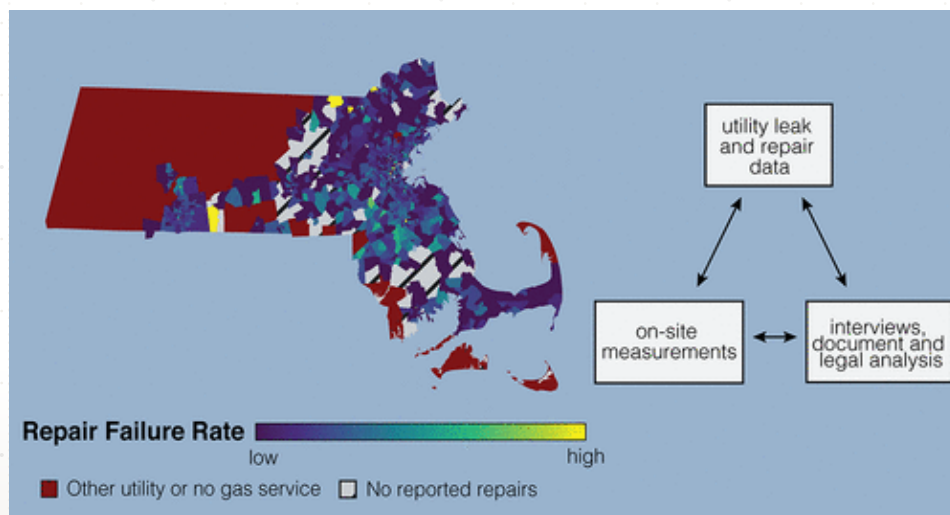 utility leak
and repair
data
on-site
measurements
interviews,
document and
legal analysis
Repair Failure Rate
low
high
Other utility or no gas service
No reported repairs